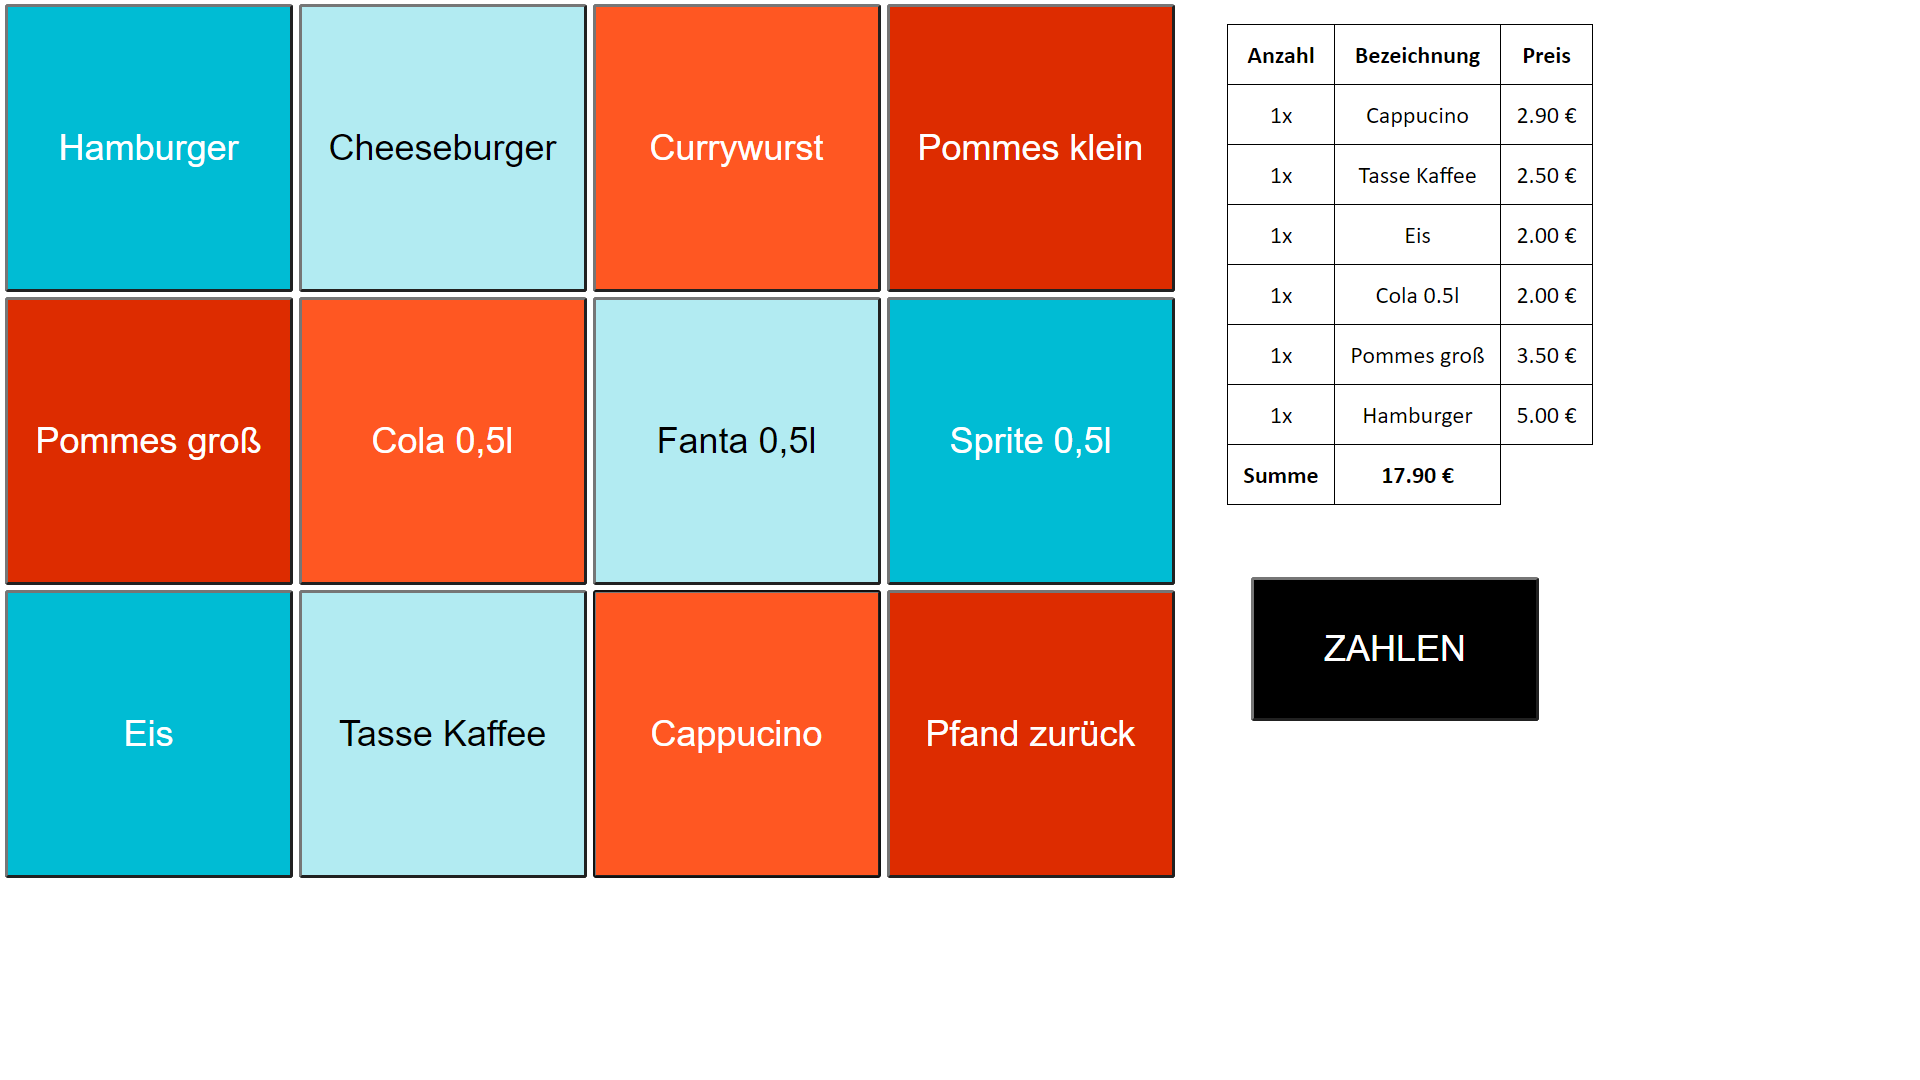 Hamburger
Cheeseburger
Currywurst
Pommes klein
Pommes groß
Cola 0,5l
Fanta 0,5l
Sprite 0,5l
Eis
Tasse Kaffee
Cappucino
Pfand zurück
Anzahl Bezeichnung Preis
1x Cappucino 2.90 €
1x Tasse Kaffee 2.50 €
1x Eis 2.00 €
1x Cola 0.5l 2.00 €
1x Pommes groß 3.50 €
1x Hamburger 5.00 €
Summe 17.90 €
ZAHLEN